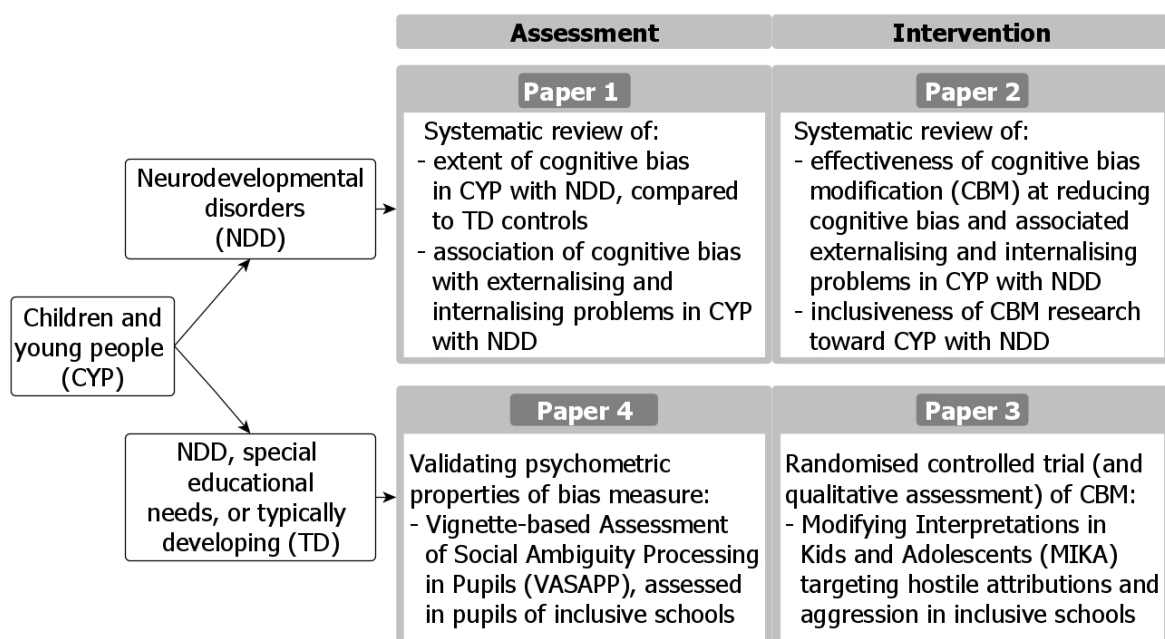 Assessment
Intervention
Children and
young people
(CYP)
Neurodevelopmental
disorders
(NDD)
Paper 1
Systematic review of:
- extent of cognitive bias
in CYP with NDD, compared
to TD controls
- association of cognitive bias
with externalising and
internalising problems in CYP
with NDD
Paper 2
Systematic review of:
- effectiveness of cognitive bias
modification (CBM) at reducing
cognitive bias and associated
externalising and internalising
problems in CYP with NDD
- inclusiveness of CBM research
toward CYP with NDD
NDD, special
educational
needs, or typically
developing (TD)
Paper 4
Validating psychometric
properties of bias measure:
- Vignette-based Assessment
of Social Ambiguity Processing
in Pupils (VASAPP), assessed
in pupils of inclusive schools
Paper 3
Randomised controlled trial (and
qualitative assessment) of CBM:
- Modifying Interpretations in
Kids and Adolescents (MIKA)
targeting hostile attributions and
aggression in inclusive schools